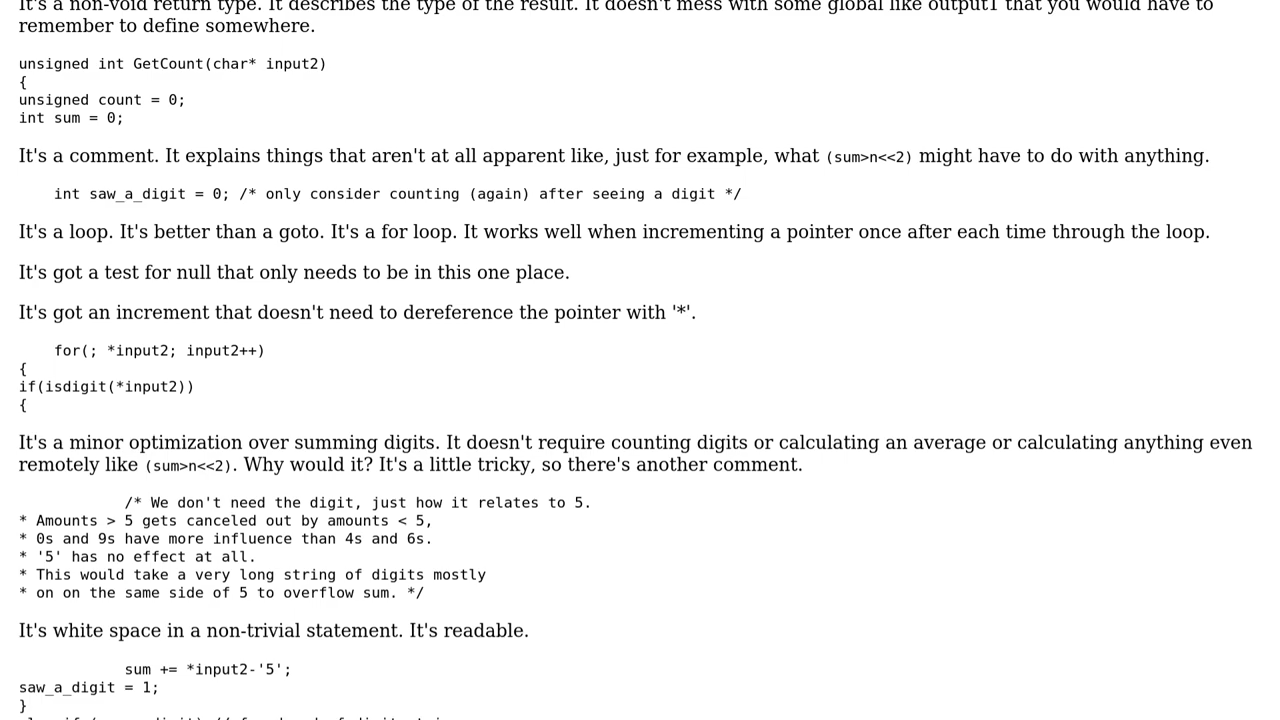 It's a non-void return type. It describes the type of the result. It doesn't mess with some global like output1 that you would have to
remember to define somewhere.
unsigned int GetCount(char* input2)
{
unsigned count = 0;
int sum = 0;
It's a comment. It explains things that aren't at all apparent like, just for example, what (sum>n<<2) might have to do with anything.
int saw_a_digit = 0; /* only consider counting (again) after seeing a digit */
It's a loop. It's better than a goto. It's a for loop. It works well when incrementing a pointer once after each time through the loop.
It's got a test for null that only needs to be in this one place.
It's got an increment that doesn't need to dereference the pointer with '*'.
for(; *input2; input2++)
{
if(isdigit(*input2))
{
It's a minor optimization over summing digits. It doesn't require counting digits or calculating an average or calculating anything even
remotely like (sum>n<<2). Why would it? It's a little tricky, so there's another comment.
/* We don't need the digit, just how it relates to 5.
* Amounts > 5 gets canceled out by amounts < 5,
* 0s and 9s have more influence than 4s and 6s.
* '5' has no effect at all.
* This would take a very long string of digits mostly
* on on the same side of 5 to overflow sum. */
It's white space in a non-trivial statement. It's readable.
sum += *input2-'5';
saw_a_digit = 1;
}